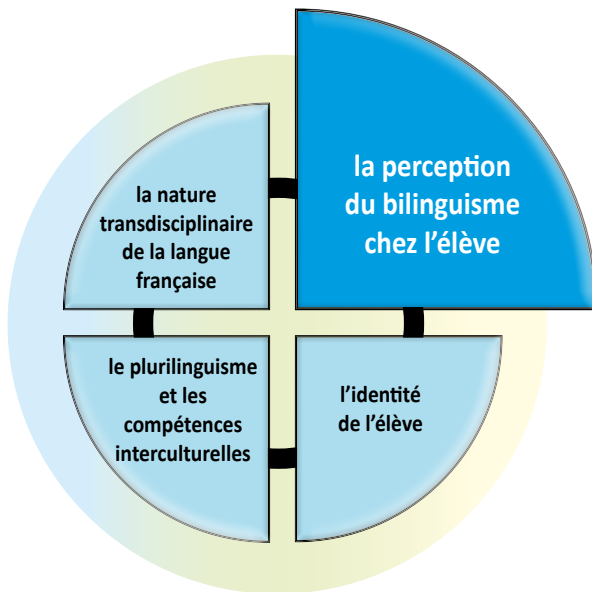 la nature
transdisciplinaire
de la langue
française
la perception
du bilinguisme
chez l’élève
le plurilinguisme
et les
compétences
interculturelles
l’identité
de l’élève